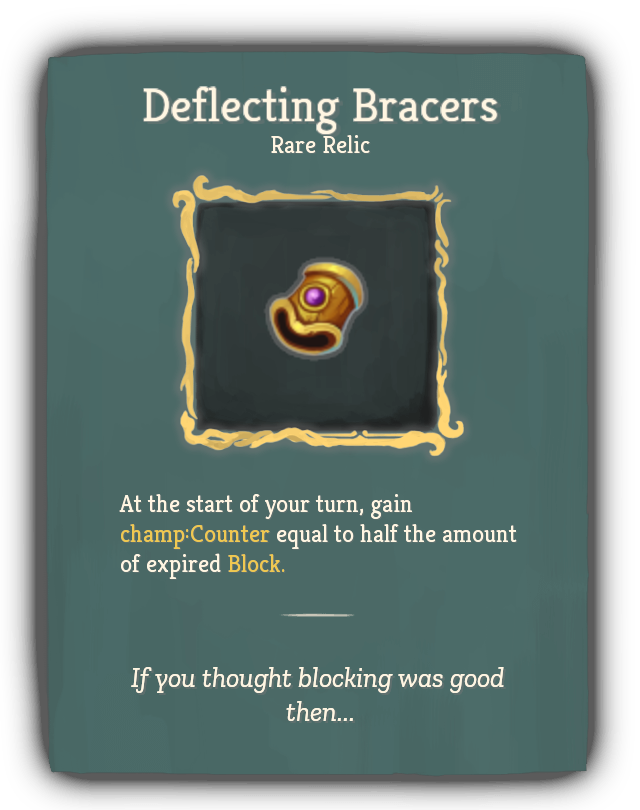 Deflecting Bracers
Rare Relic
At the start of your turn, gain
champ:Counter equal to half the amount
of expired Block.
If you thought blocking was good
then...